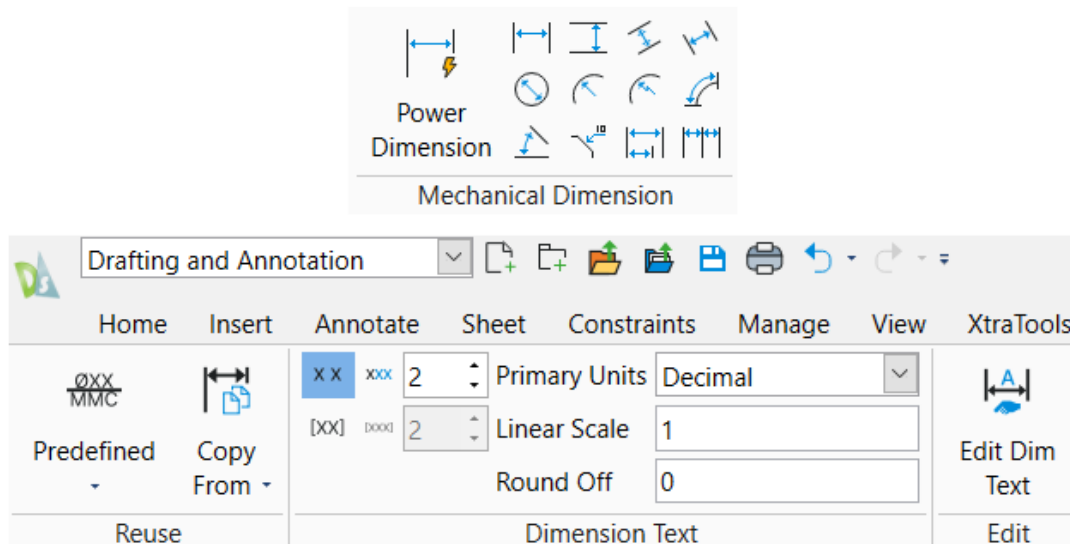 Power
Dimension
Mechanical Dimension
DS
Drafting and Annotation
Home Insert Annotate Sheet Constraints Manage View XtraTools
ØXX
MMC
Predefined
Copy
From
X X xxx 2 Primary Units Decimal
[XX] [XXX] 2 Linear Scale 1
Round Off 0
A
Edit Dim
Text
Reuse Dimension Text Edit